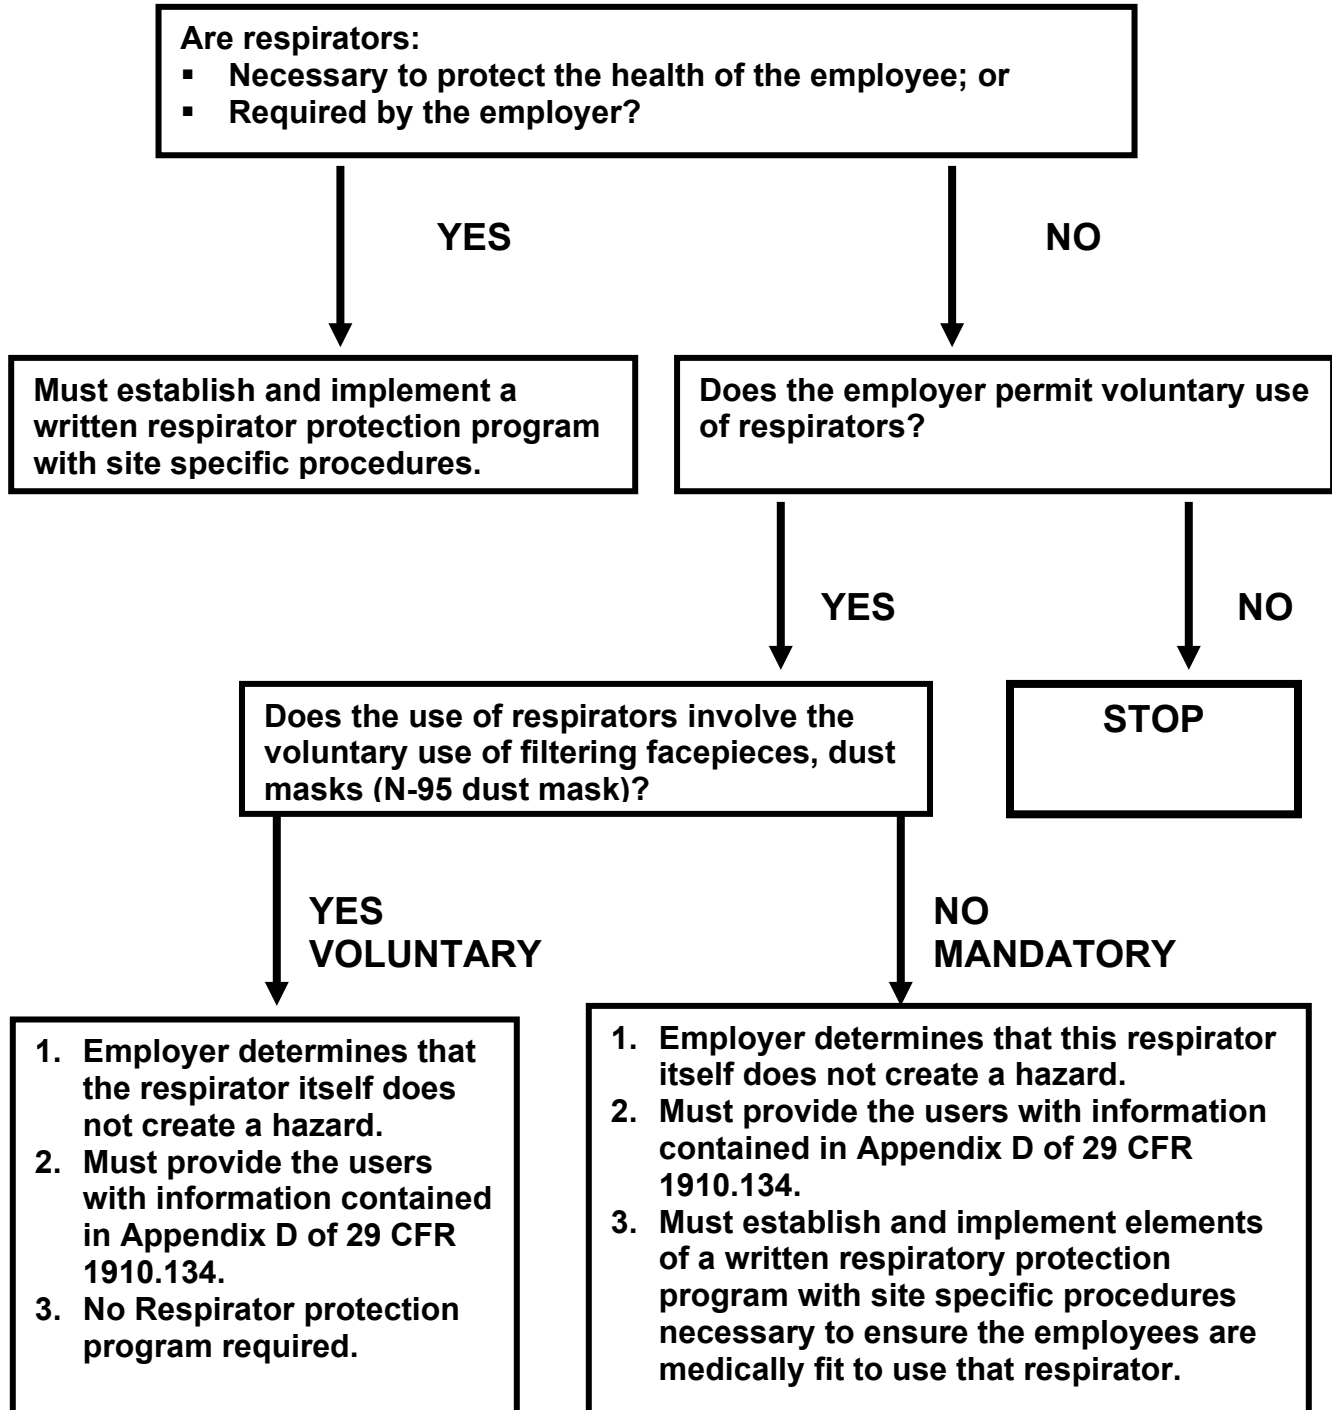 Are respirators:
▪ Necessary to protect the health of the employee; or
▪ Required by the employer?
YES
NO
Must establish and implement a
written respirator protection program
with site specific procedures.
Does the employer permit voluntary use
of respirators?
YES
NO
Does the use of respirators involve the
voluntary use of filtering facepieces, dust
masks (N-95 dust mask)?
STOP
YES
VOLUNTARY
NO
MANDATORY
1. Employer determines that
the respirator itself does
not create a hazard.
2. Must provide the users
with information contained
in Appendix D of 29 CFR
1910.134.
3. No Respirator protection
program required.
1. Employer determines that this respirator
itself does not create a hazard.
2. Must provide the users with information
contained in Appendix D of 29 CFR
1910.134.
3. Must establish and implement elements
of a written respiratory protection
program with site specific procedures
necessary to ensure the employees are
medically fit to use that respirator.